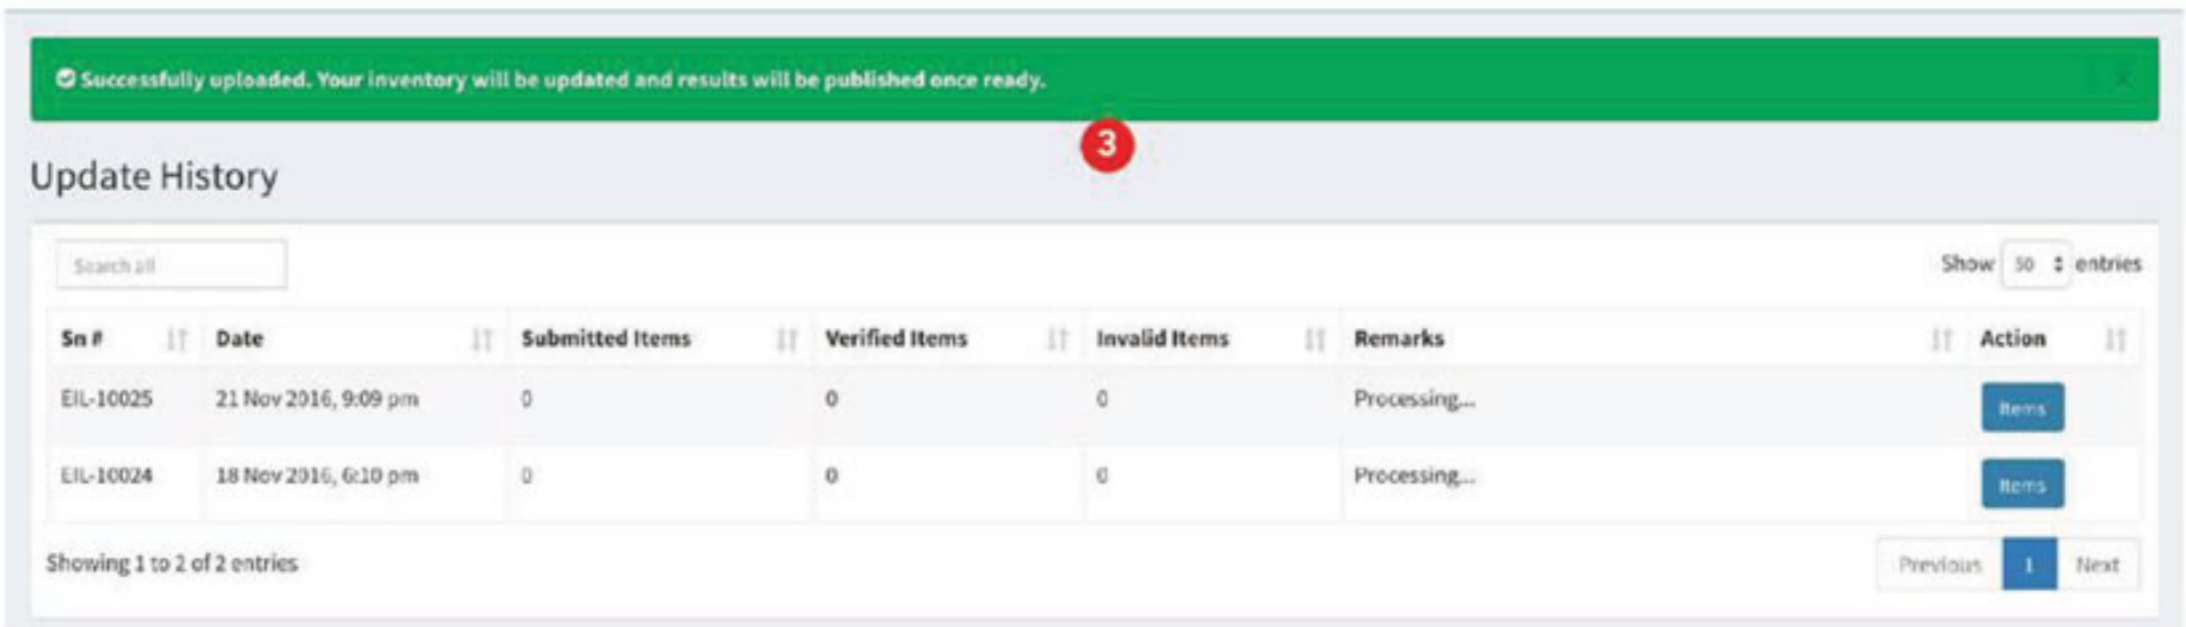 Successfully uploaded. Your inventory will be updated and results will be published once ready. ×
3
Update History
Search all
Show 50 entries
Sn # Date Submitted Items Verified Items Invalid Items Remarks Action
EIL-10025 21 Nov 2016, 9:09 pm 0 0 0 Processing... Items
EIL-10024 18 Nov 2016, 6:10 pm 0 0 0 Processing... Items
Showing 1 to 2 of 2 entries
Previous 1 Next